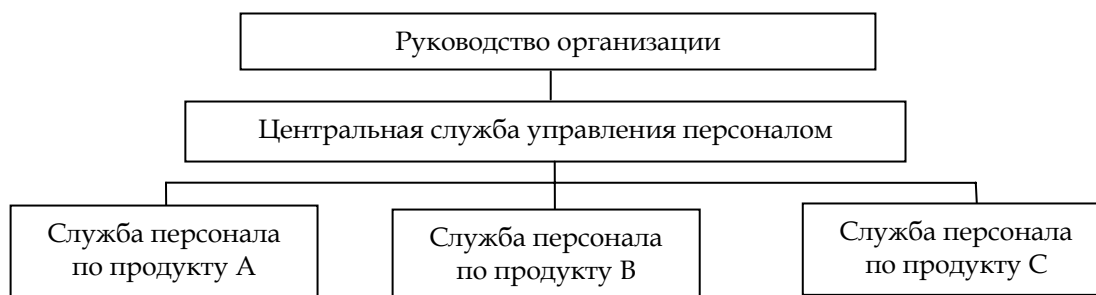 Руководство организации
Центральная служба управления персоналом
Служба персонала
по продукту А
Служба персонала
по продукту В
Служба персонала
по продукту С